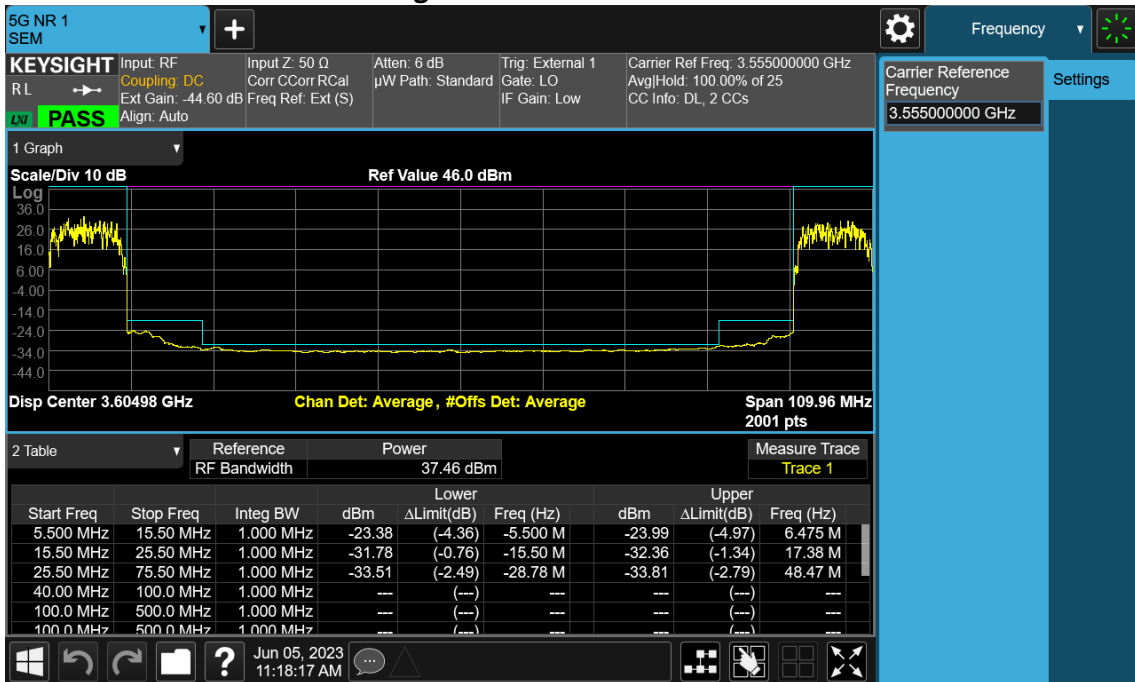 5G NR 1
SEM
Frequency
KEYSIGHT
R L
LXI PASS
Input: RF
Coupling: DC
Ext Gain: -44.60 dB
Align: Auto
Input Z: 50 Ω
Corr CCorr RCal
Freq Ref: Ext (S)
Atten: 6 dB
µW Path: Standard
Trig: External 1
Gate: LO
IF Gain: Low
Carrier Ref Freq: 3.555000000 GHz
Avg|Hold: 100.00% of 25
CC Info: DL, 2 CCs
Carrier Reference
Frequency
3.555000000 GHz
Settings
1 Graph
Scale/Div 10 dB Ref Value 46.0 dBm
Log
36.0
26.0
16.0
6.00
-4.00
-14.0
-24.0
-34.0
-44.0
Disp Center 3.60498 GHz Chan Det: Average, #Offs Det: Average Span 109.96 MHz
2001 pts
2 Table Reference Power Measure Trace
RF Bandwidth 37.46 dBm Trace 1
Lower Upper
Start Freq Stop Freq Integ BW dBm ∆Limit(dB) Freq (Hz) dBm ∆Limit(dB) Freq (Hz)
5.500 MHz 15.50 MHz 1.000 MHz -23.38 (-4.36) -5.500 M -23.99 (-4.97) 6.475 M
15.50 MHz 25.50 MHz 1.000 MHz -31.78 (-0.76) -15.50 M -32.36 (-1.34) 17.38 M
25.50 MHz 75.50 MHz 1.000 MHz -33.51 (-2.49) -28.78 M -33.81 (-2.79) 48.47 M
40.00 MHz 100.0 MHz 1.000 MHz --- (---) --- --- (---) ---
100.0 MHz 500.0 MHz 1.000 MHz --- (---) --- --- (---) ---
100.0 MHz 500.0 MHz 1.000 MHz --- (---) --- --- (---) ---
? Jun 05, 2023
11:18:17 AM